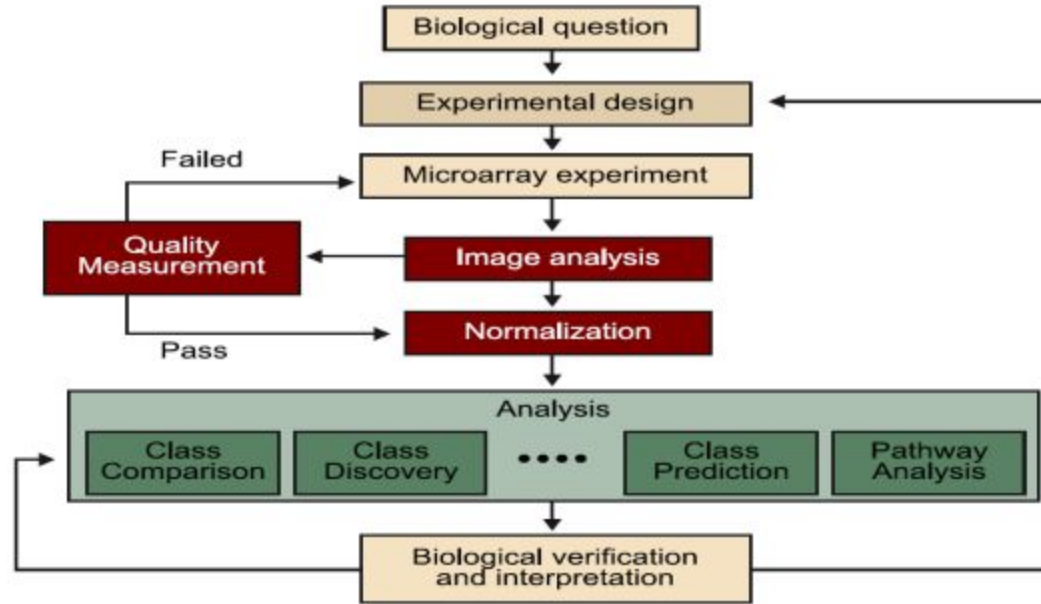 Biological question
Experimental design
Failed
Microarray experiment
Quality
Measurement
Image analysis
Normalization
Pass
Analysis
Class
Comparison
Class
Discovery
Class
Prediction
Pathway
Analysis
Biological verification
and interpretation